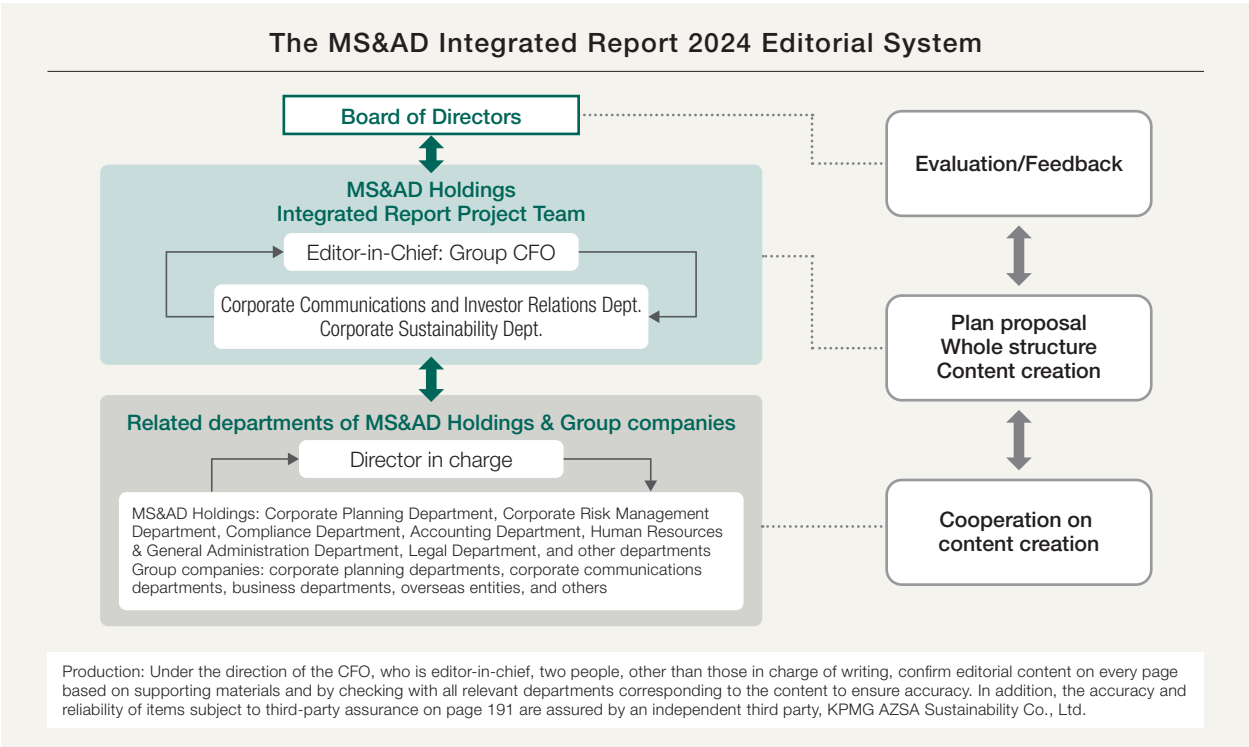 The MS&AD Integrated Report 2024 Editorial System
Board of Directors
Evaluation/Feedback
MS&AD Holdings
Integrated Report Project Team
Editor-in-Chief: Group CFO
Corporate Communications and Investor Relations Dept.
Corporate Sustainability Dept.
Plan proposal
Whole structure
Content creation
Related departments of MS&AD Holdings & Group companies
Director in charge
MS&AD Holdings: Corporate Planning Department, Corporate Risk Management
Department, Compliance Department, Accounting Department, Human Resources
& General Administration Department, Legal Department, and other departments
Group companies: corporate planning departments, corporate communications
departments, business departments, overseas entities, and others
Cooperation on
content creation
Production: Under the direction of the CFO, who is editor-in-chief, two people, other than those in charge of writing, confirm editorial content on every page
based on supporting materials and by checking with all relevant departments corresponding to the content to ensure accuracy. In addition, the accuracy and
reliability of items subject to third-party assurance on page 191 are assured by an independent third party, KPMG AZSA Sustainability Co., Ltd.